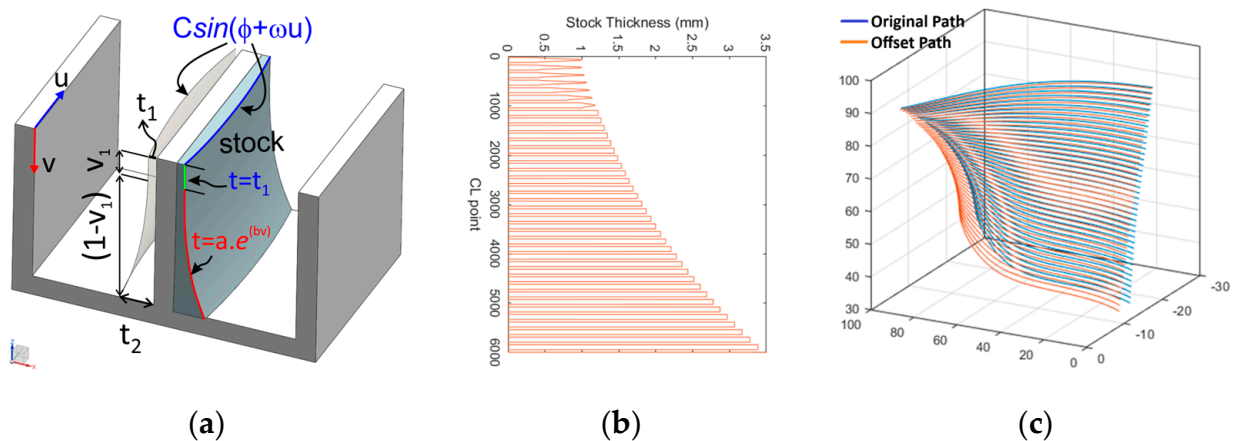 Csin(ϕ+ωu)
u
v
t₁
v₁
(1-v₁)
t₂
stock
t=t₁
t=a.e^(bv)
z
x
(a)
Stock Thickness (mm)
0 0.5 1 1.5 2 2.5 3 3.5
CL point
0
1000
2000
3000
4000
5000
6000
(b)
Original Path
Offset Path
100
90
80
70
60
50
40
30
100 80 60 40 20 0
0 -10 -20 -30
(c)